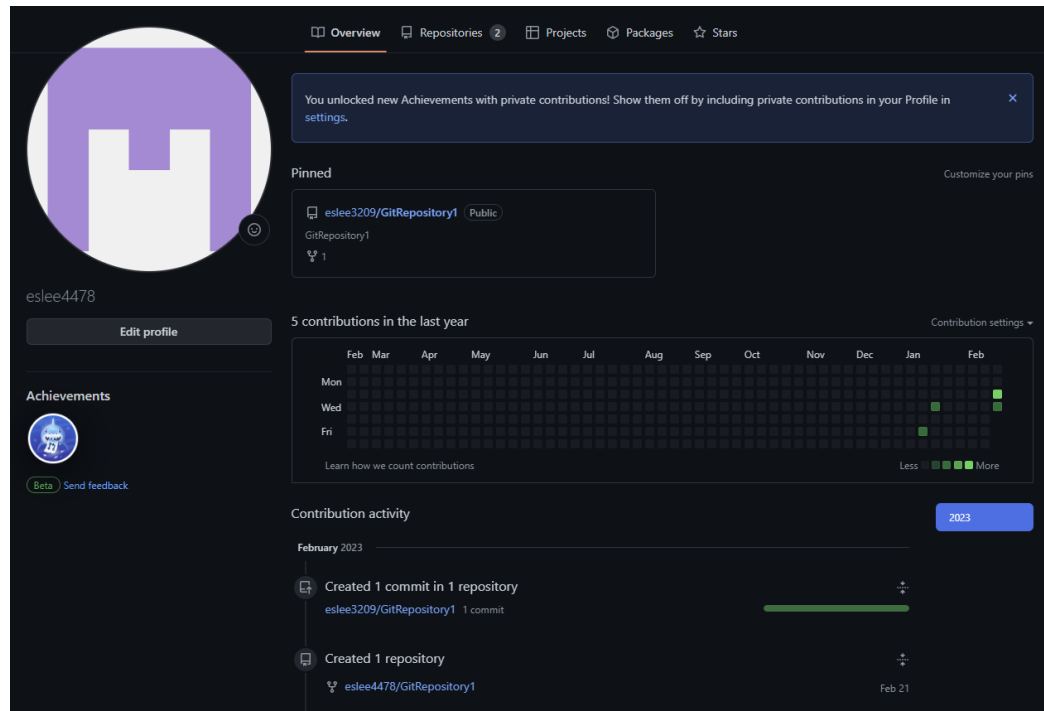 Overview Repositories 2 Projects Packages Stars
You unlocked new Achievements with private contributions! Show them off by including private contributions in your Profile in
settings.
Pinned Customize your pins
eslee3209/GitRepository1 Public
GitRepository1
1
eslee4478
Edit profile
Achievements
Beta Send feedback
5 contributions in the last year Contribution settings
Feb Mar Apr May Jun Jul Aug Sep Oct Nov Dec Jan Feb
Mon
Wed
Fri
Learn how we count contributions Less More
Contribution activity
2023
February 2023
Created 1 commit in 1 repository
eslee3209/GitRepository1 1 commit
Created 1 repository
eslee4478/GitRepository1 Feb 21